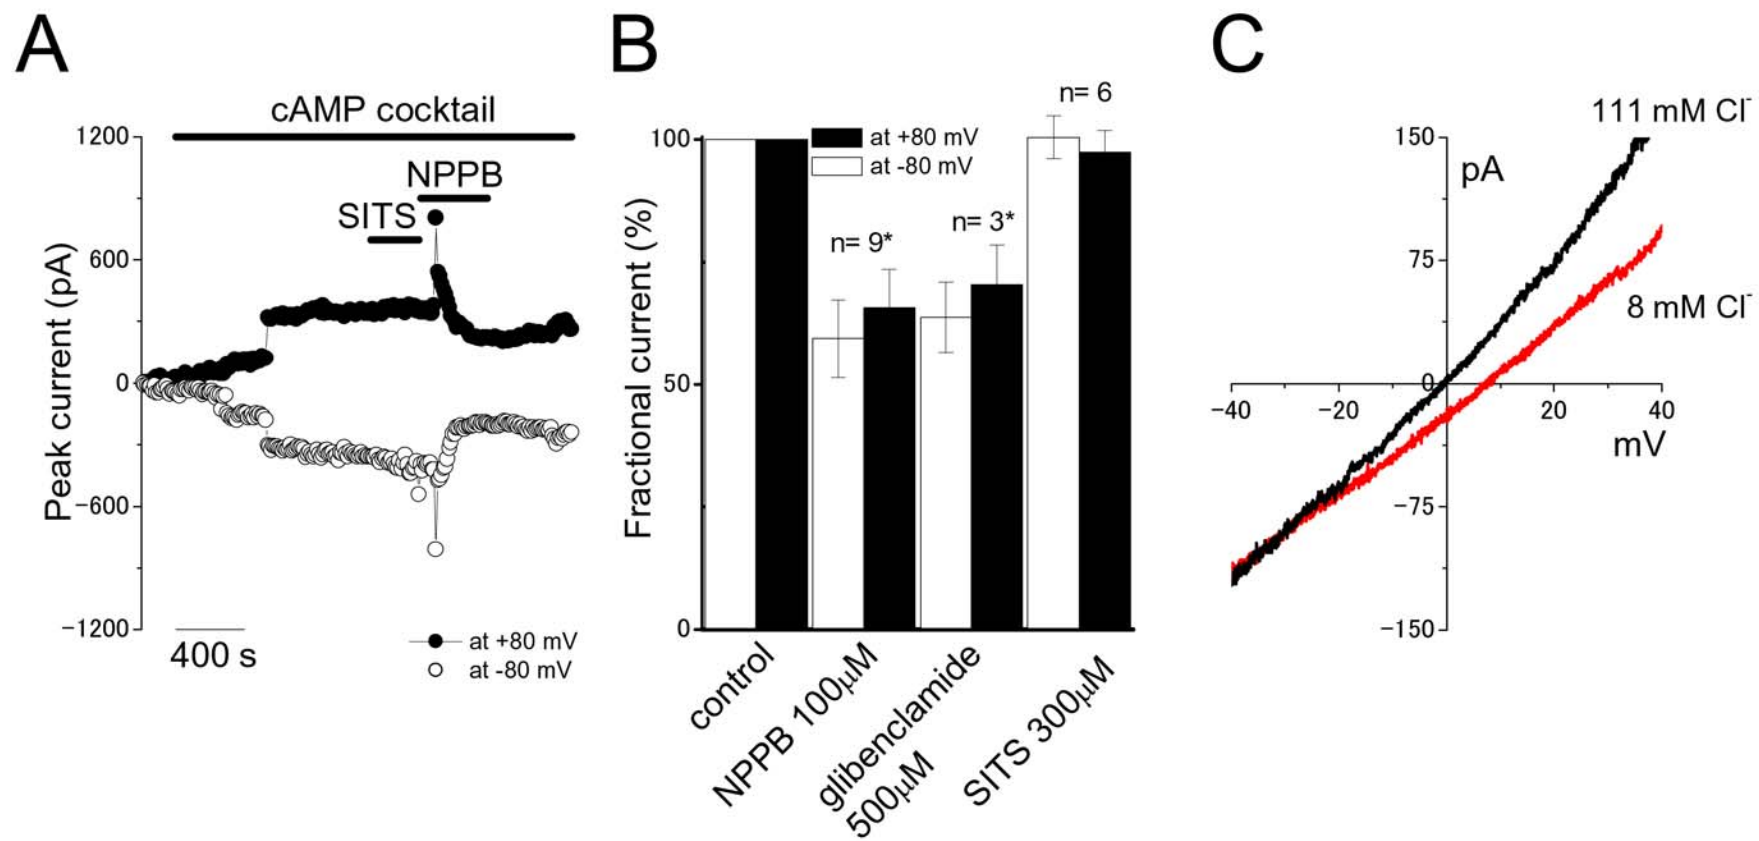 A
cAMP cocktail
NPPB
SITS
1200
600
0
−600
−1200
Peak current (pA)
400 s
at +80 mV
at -80 mV
B
n= 6
at +80 mV
at -80 mV
n= 3*
n= 9*
100
50
0
Fractional current (%)
control
NPPB 100μM
glibenclamide
500μM
SITS 300μM
C
111 mM Cl-
150
pA
75
8 mM Cl-
0
−40
−20
20
40
mV
−75
−150